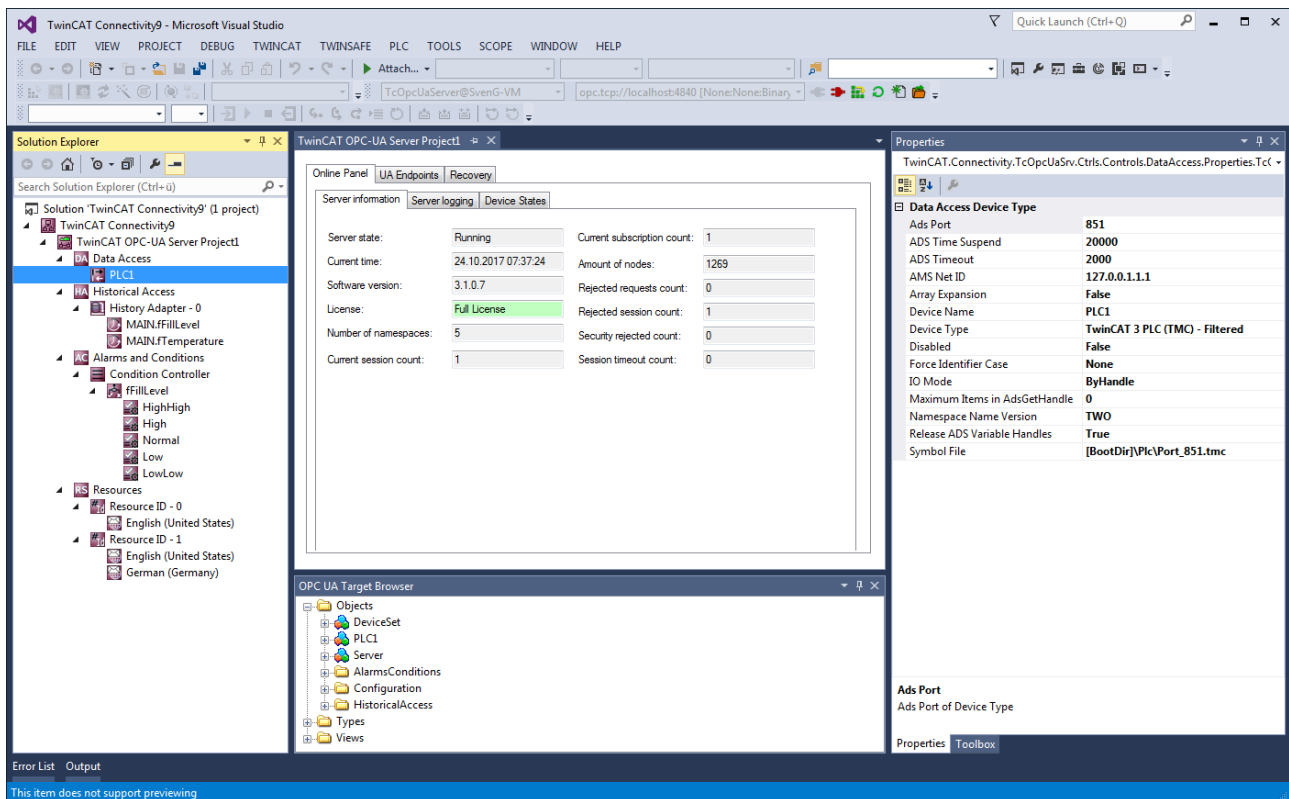 TwinCAT Connectivity9 - Microsoft Visual Studio
Quick Launch (Ctrl+Q)
FILE EDIT VIEW PROJECT DEBUG TWINCAT TWINSAFE PLC TOOLS SCOPE WINDOW HELP
Attach...
TcOpcUaServer@SvenG-VM
opc.tcp://localhost:4840 [None:None:Binary
Solution Explorer
Search Solution Explorer (Ctrl+ü)
Solution 'TwinCAT Connectivity9' (1 project)
TwinCAT Connectivity9
TwinCAT OPC-UA Server Project1
DA Data Access
PLC1
HA Historical Access
History Adapter - 0
MAIN.fFillLevel
MAIN.fTemperature
AC Alarms and Conditions
Condition Controller
fFillLevel
HighHigh
High
Normal
Low
LowLow
RS Resources
Resource ID - 0
English (United States)
Resource ID - 1
English (United States)
German (Germany)
TwinCAT OPC-UA Server Project1
Online Panel UA Endpoints Recovery
Server information Server logging Device States
Server state: Running Current subscription count: 1
Current time: 24.10.2017 07:37:24 Amount of nodes: 1269
Software version: 3.1.0.7 Rejected requests count: 0
License: Full License Rejected session count: 1
Number of namespaces: 5 Security rejected count: 0
Current session count: 1 Session timeout count: 0
OPC UA Target Browser
Objects
DeviceSet
PLC1
Server
AlarmsConditions
Configuration
HistoricalAccess
Types
Views
Properties
TwinCAT.Connectivity.TcOpcUaSrv.Ctrls.Controls.DataAccess.Properties.Tc(
Data Access Device Type
Ads Port 851
ADS Time Suspend 20000
ADS Timeout 2000
AMS Net ID 127.0.0.1.1.1
Array Expansion False
Device Name PLC1
Device Type TwinCAT 3 PLC (TMC) - Filtered
Disabled False
Force Identifier Case None
IO Mode ByHandle
Maximum Items in AdsGetHandle 0
Namespace Name Version TWO
Release ADS Variable Handles True
Symbol File [BootDir]\Plc\Port_851.tmc
Ads Port
Ads Port of Device Type
Properties Toolbox
Error List Output
This item does not support previewing